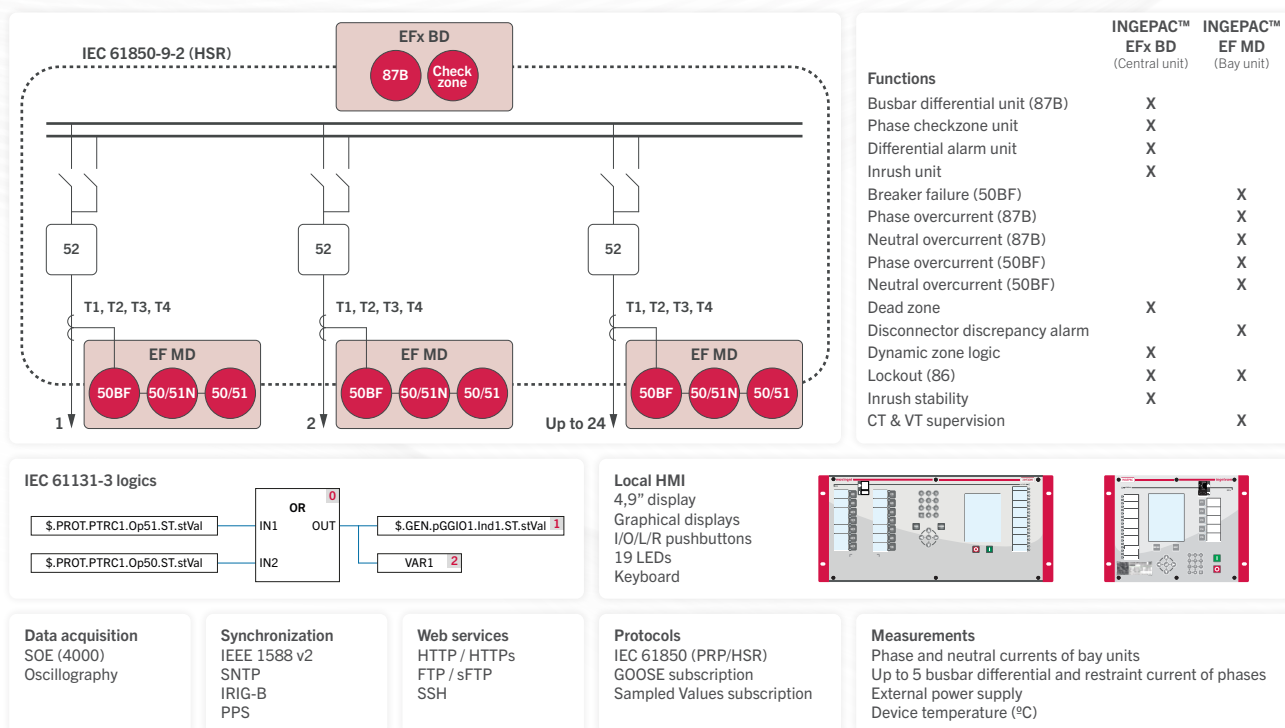 IEC 61850-9-2 (HSR)
EFx BD
87B
Check
zone
52
52
52
T1, T2, T3, T4
T1, T2, T3, T4
T1, T2, T3, T4
EF MD
50BF
50/51N
50/51
1
EF MD
50BF
50/51N
50/51
2
EF MD
50BF
50/51N
50/51
Up to 24
INGEPAC™ INGEPAC™
EFx BD EF MD
(Central unit) (Bay unit)
Functions
Busbar differential unit (87B) X
Phase checkzone unit X
Differential alarm unit X
Inrush unit X
Breaker failure (50BF) X
Phase overcurrent (87B) X
Neutral overcurrent (87B) X
Phase overcurrent (50BF) X
Neutral overcurrent (50BF) X
Dead zone X
Disconnector discrepancy alarm X
Dynamic zone logic X
Lockout (86) X X
Inrush stability X
CT & VT supervision X
IEC 61131-3 logics
0
OR
$.PROT.PTRC1.Op51.ST.stVal IN1 OUT $.GEN.pGGIO1.Ind1.ST.stVal 1
$.PROT.PTRC1.Op50.ST.stVal IN2 VAR1 2
Local HMI
4,9” display
Graphical displays
I/O/L/R pushbuttons
19 LEDs
Keyboard
Data acquisition
SOE (4000)
Oscillography
Synchronization
IEEE 1588 v2
SNTP
IRIG-B
PPS
Web services
HTTP / HTTPs
FTP / sFTP
SSH
Protocols
IEC 61850 (PRP/HSR)
GOOSE subscription
Sampled Values subscription
Measurements
Phase and neutral currents of bay units
Up to 5 busbar differential and restraint current of phases
External power supply
Device temperature (ºC)